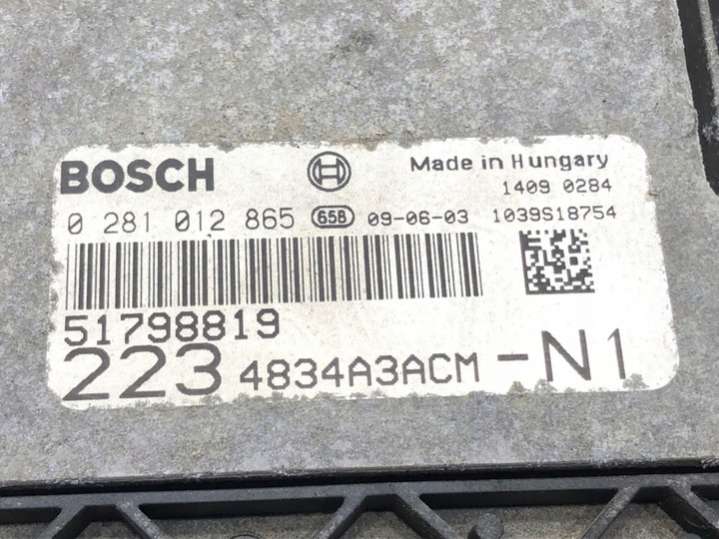 BOSCH Made in Hungary
1409 0284
0 281 012 865 658 09-06-03 1039S18754
51798819
223 4834A3ACM -N1